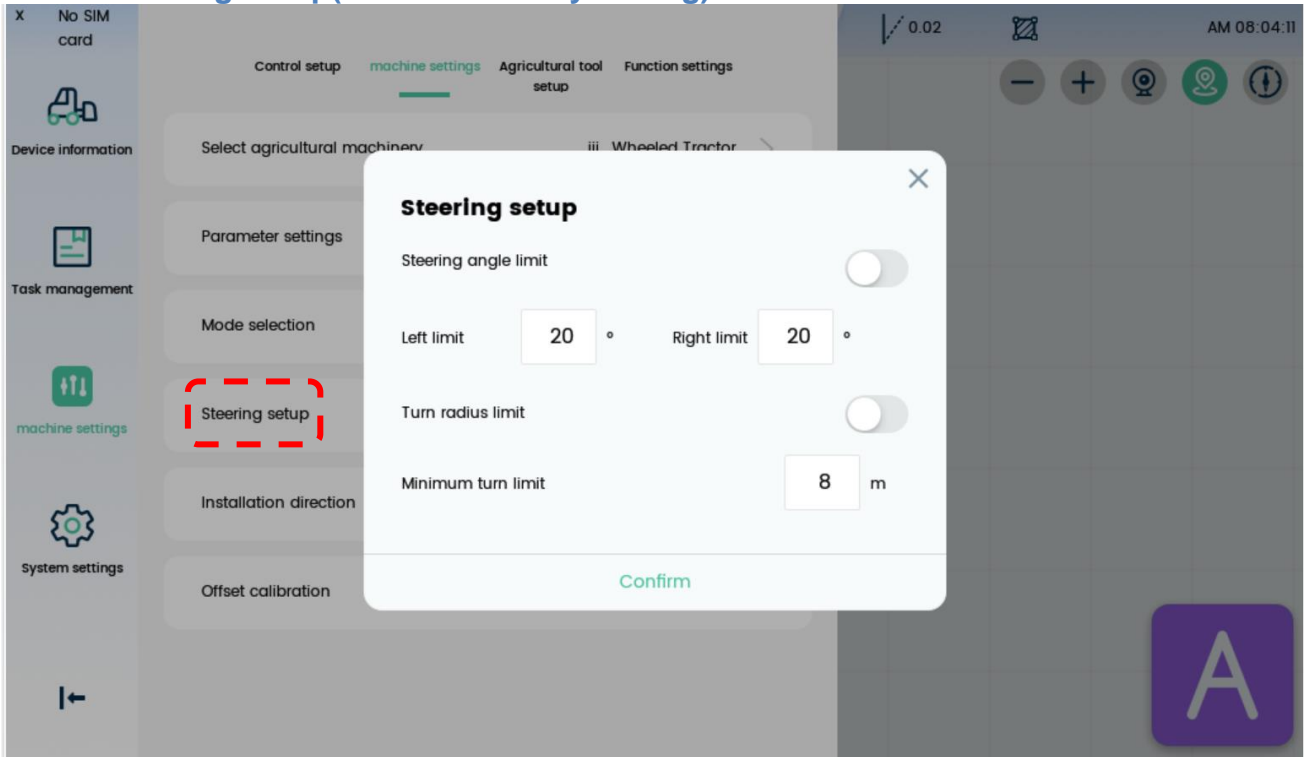 x No SIM card
0.02
AM 08:04:11
Control setup machine settings Agricultural tool setup Function settings
Device information
Select agricultural machinery iii Wheeled Tractor
Steering setup
Parameter settings
Steering angle limit
Task management
Mode selection
Left limit 20 ° Right limit 20 °
machine settings
Steering setup
Turn radius limit
Installation direction
Minimum turn limit 8 m
System settings
Offset calibration
Confirm
A